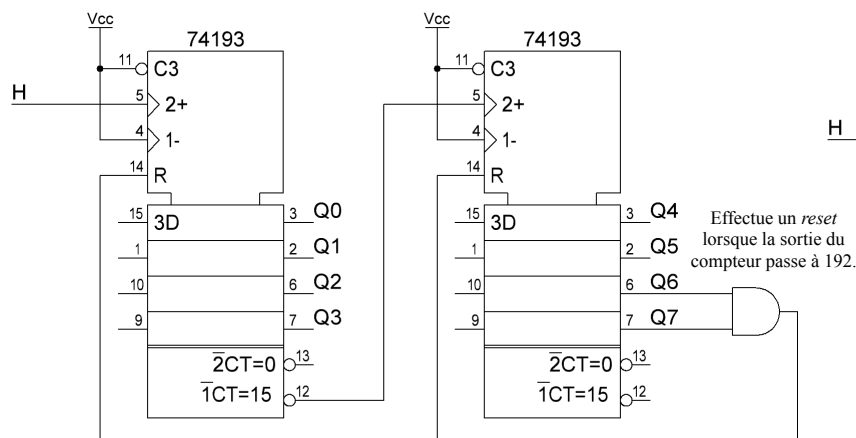 Vcc
74193
11
C3
H
5
2+
4
1-
14
R
15
3D
3
Q0
1
2
Q1
10
6
Q2
9
7
Q3
2CT=0
13
1CT=15
12
Vcc
74193
11
C3
5
2+
4
1-
14
R
15
3D
3
Q4
1
2
Q5
10
6
Q6
9
7
Q7
2CT=0
13
1CT=15
12
H
Effectue un reset
lorsque la sortie du
compteur passe à 192.